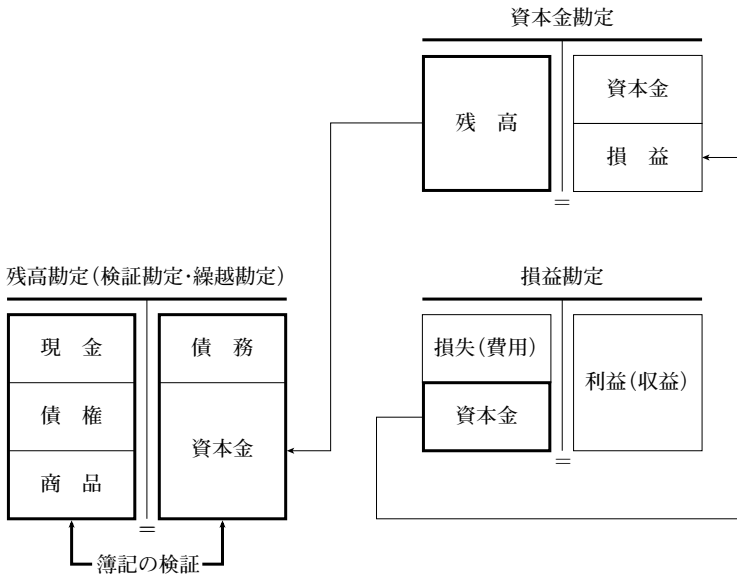 資本金勘定
残　高
資本金
損　益
＝
残高勘定(検証勘定･繰越勘定)
現　金
債　権
商　品
債　務
資本金
＝
簿記の検証
損益勘定
損失(費用)
資本金
利益(収益)
＝